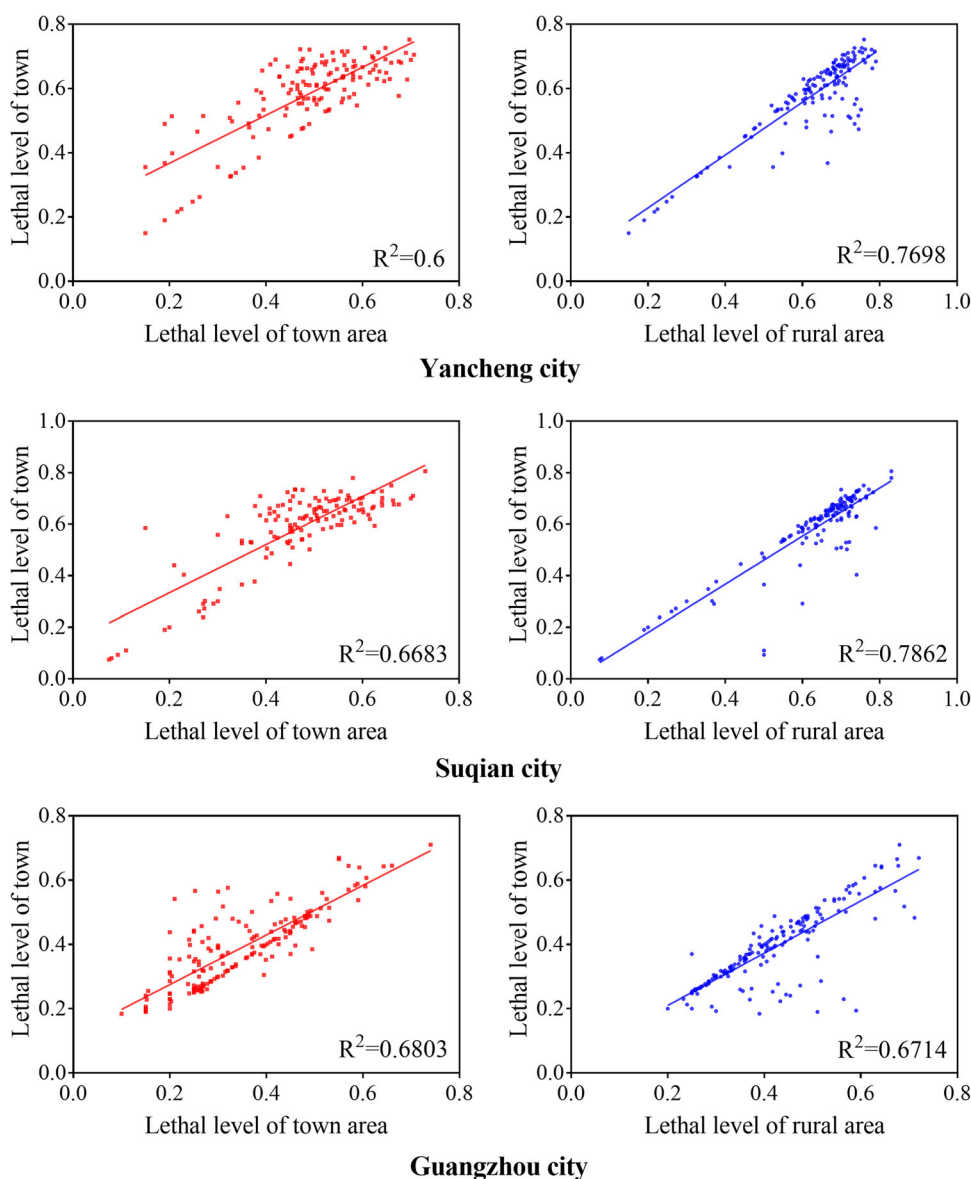 0.8
0.6
0.4
0.2
0.0
Lethal level of town
R²=0.6
0.0 0.2 0.4 0.6 0.8
Lethal level of town area
0.8
0.6
0.4
0.2
0.0
Lethal level of town
R²=0.7698
0.0 0.2 0.4 0.6 0.8 1.0
Lethal level of rural area
Yancheng city
1.0
0.8
0.6
0.4
0.2
0.0
Lethal level of town
R²=0.6683
0.0 0.2 0.4 0.6 0.8
Lethal level of town area
1.0
0.8
0.6
0.4
0.2
0.0
Lethal level of town
R²=0.7862
0.0 0.2 0.4 0.6 0.8 1.0
Lethal level of rural area
Suqian city
0.8
0.6
0.4
0.2
0.0
Lethal level of town
R²=0.6803
0.0 0.2 0.4 0.6 0.8
Lethal level of town area
0.8
0.6
0.4
0.2
0.0
Lethal level of town
R²=0.6714
0.0 0.2 0.4 0.6 0.8
Lethal level of rural area
Guangzhou city